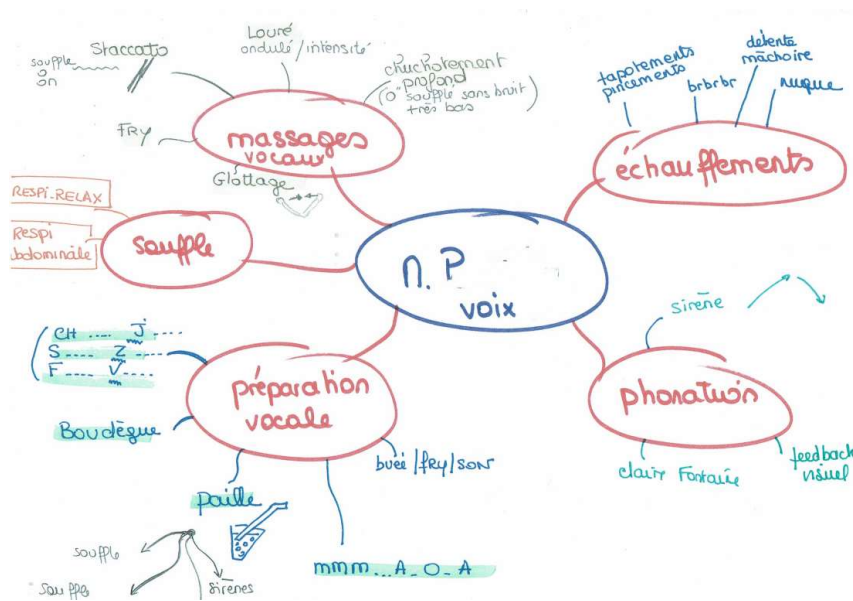 n.P
voix
massages
vocaux
Staccato
souffle
on
Louré
ondulé/intensité
chuchotement
profond
("O" souffle sans bruit
très bas)
FRY
Glottage
souffle
RESPI-RELAX
RESPI
abdominale
préparation
vocale
CH ..... J ....
S ..... Z ....
F ..... V ....
Boudègue
paille
souffle
souffle
sirènes
mmm...A_O_A
buée/fry/son
échauffements
tapotements
pincements
brbrbr
détente
mâchoire
nuque
phonation
sirène
claire Fontaine
feedback
visuel